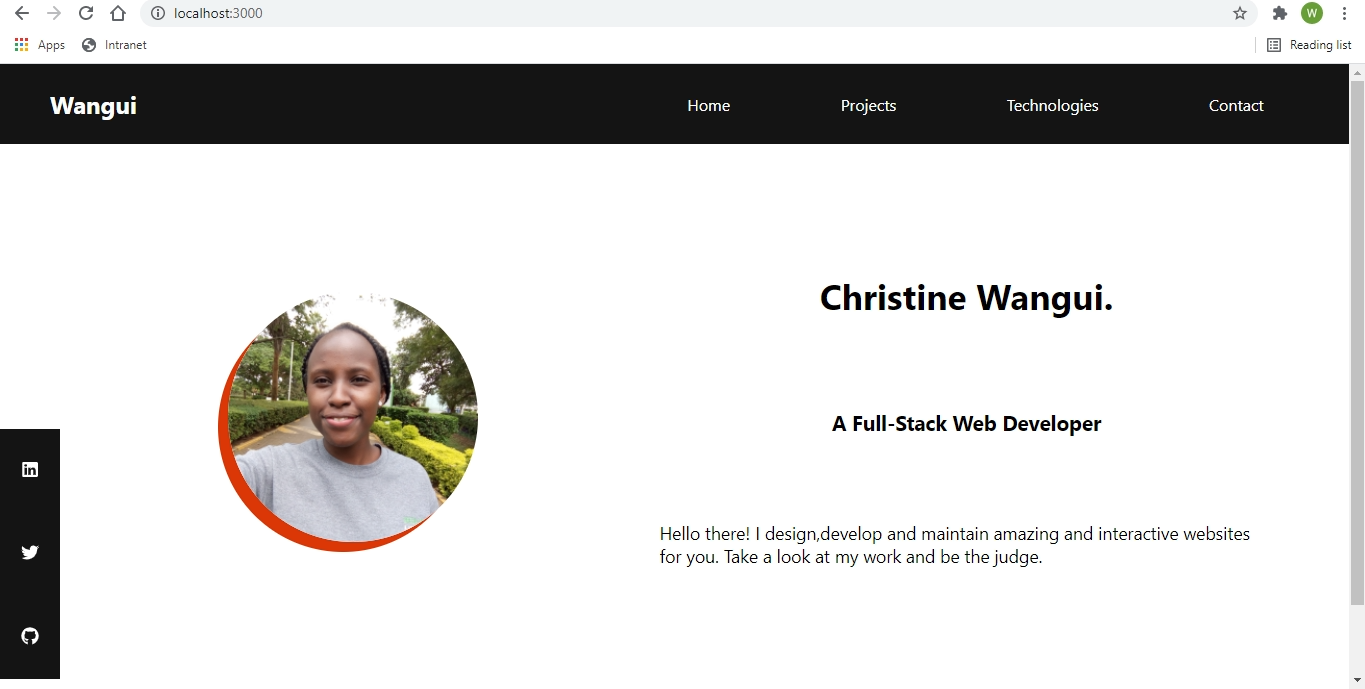 localhost:3000
W
Apps
Intranet
Reading list
Wangui
Home
Projects
Technologies
Contact
Christine Wangui.
A Full-Stack Web Developer
in
Hello there! I design,develop and maintain amazing and interactive websites
for you. Take a look at my work and be the judge.